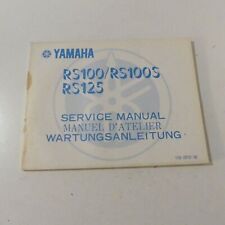 YAMAHA
RS100/RS100S
RS125
SERVICE MANUAL
MANUEL D'ATELIER
WARTUNGSANLEITUNG